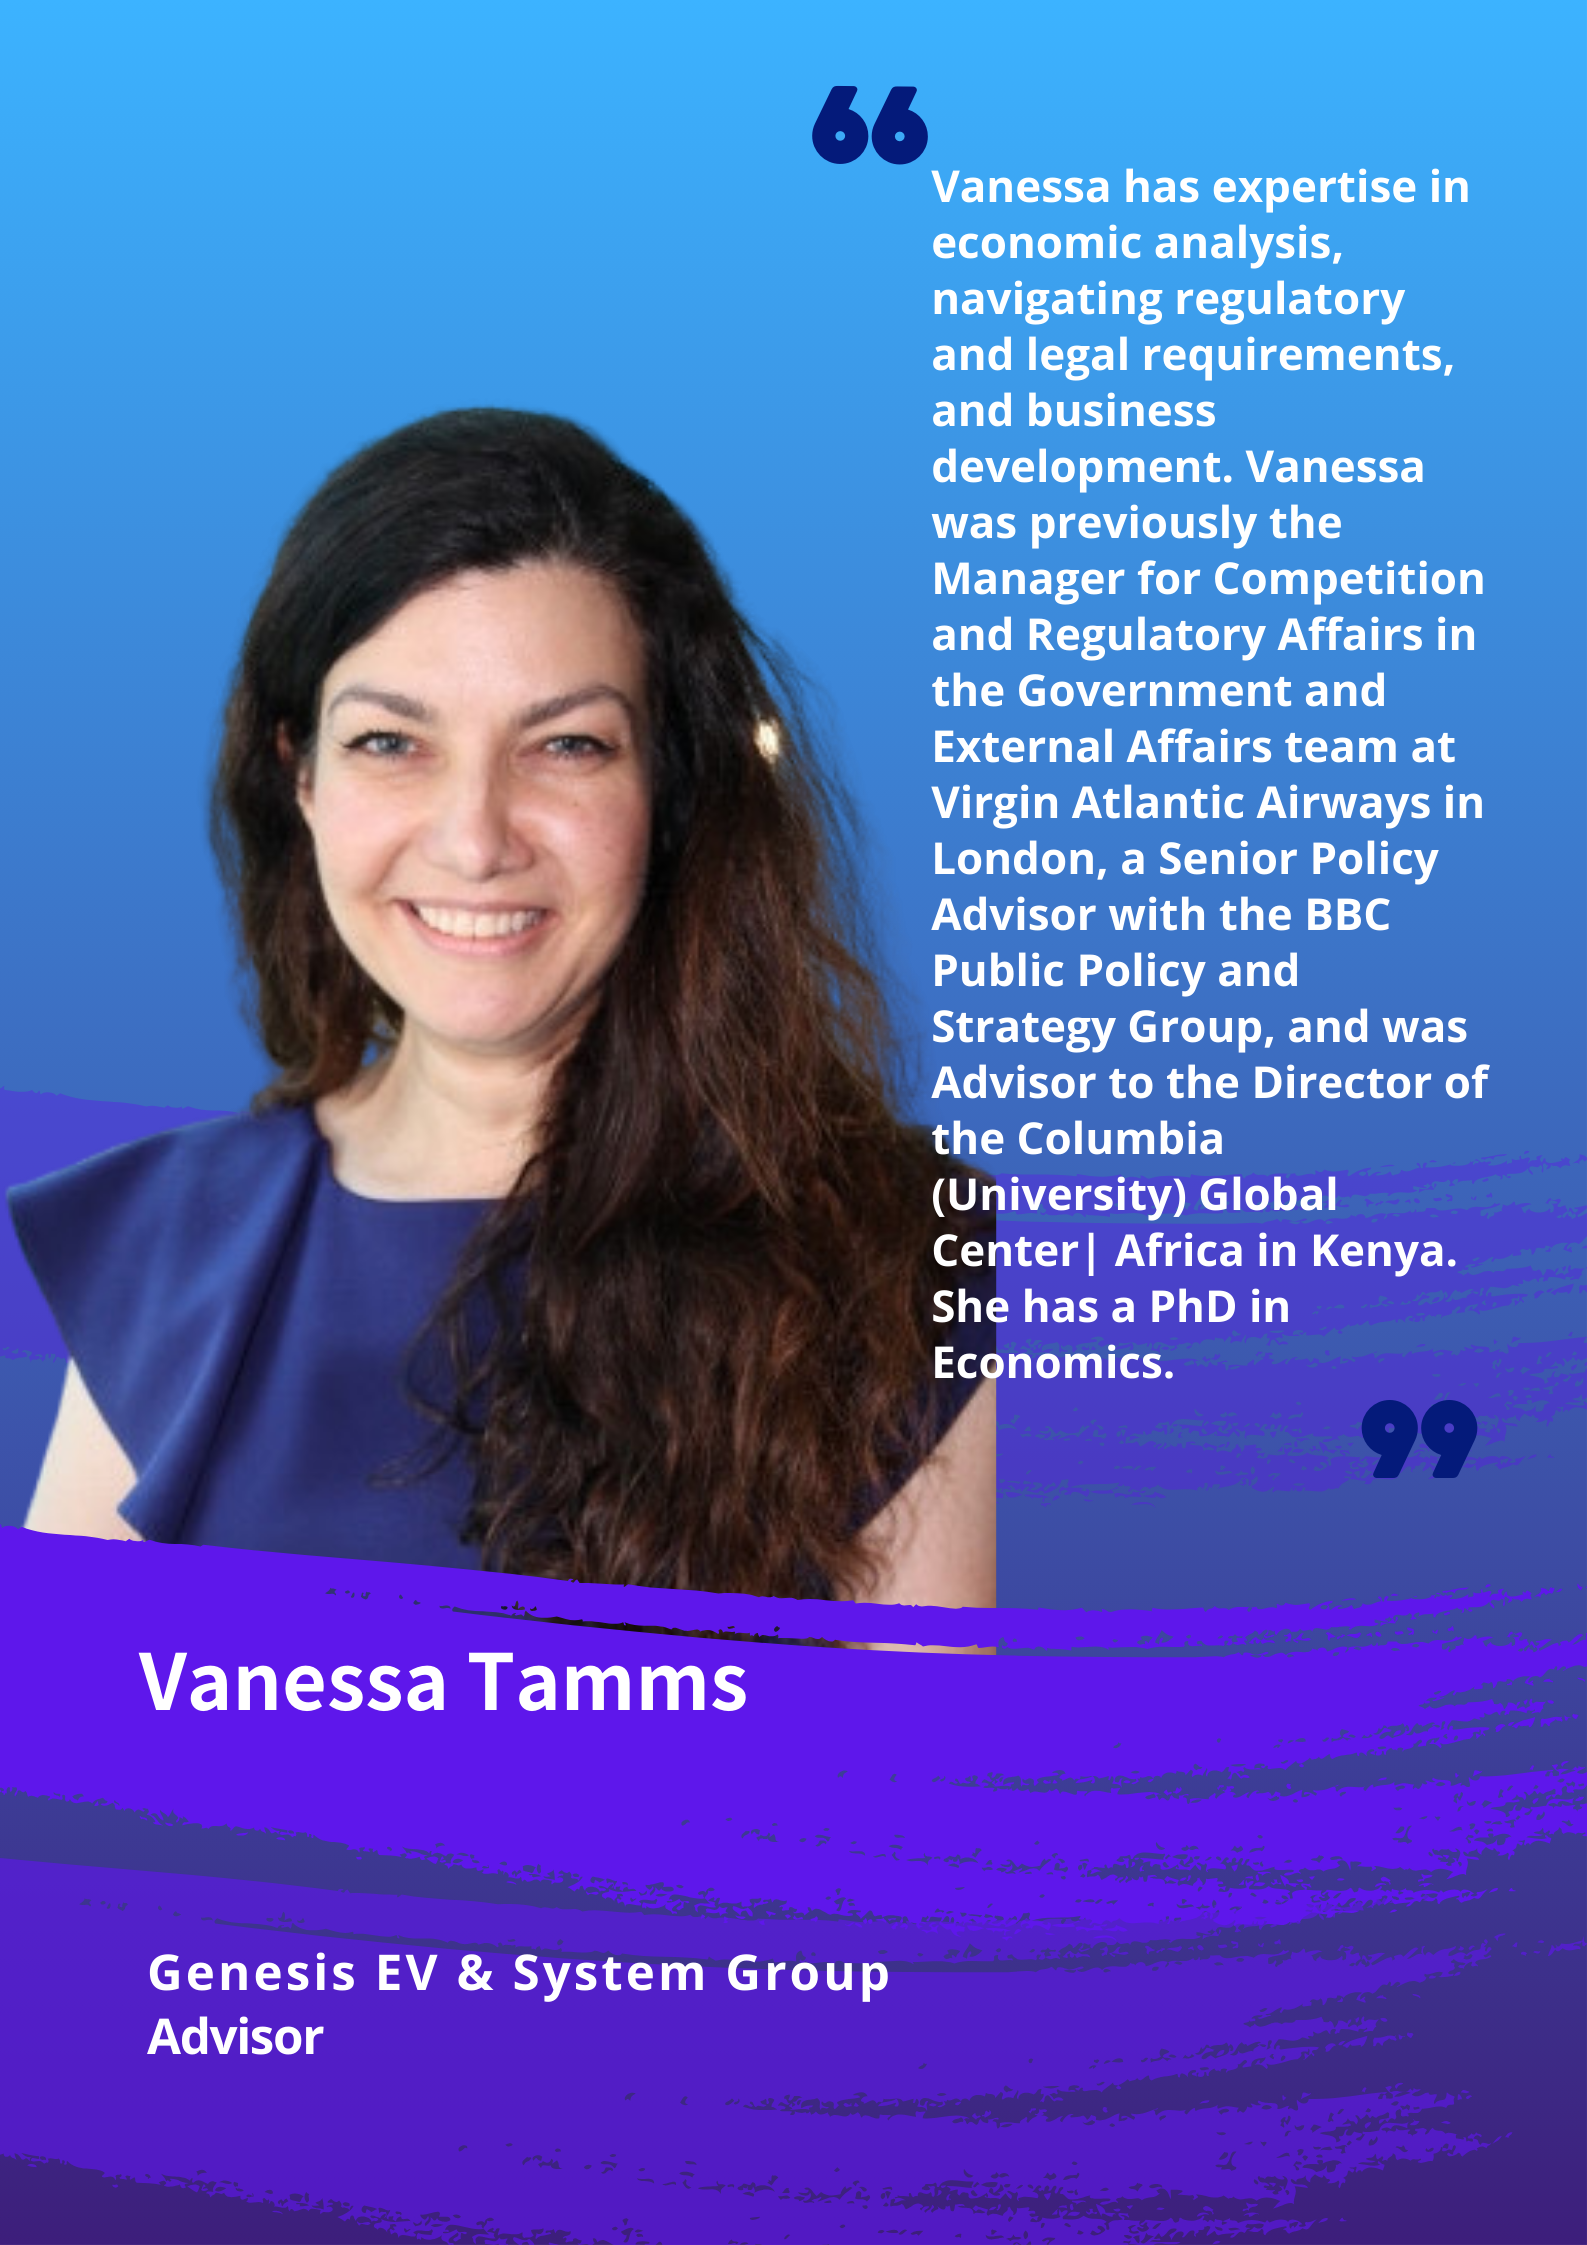 Vanessa has expertise in
economic analysis,
navigating regulatory
and legal requirements,
and business
development. Vanessa
was previously the
Manager for Competition
and Regulatory Affairs in
the Government and
External Affairs team at
Virgin Atlantic Airways in
London, a Senior Policy
Advisor with the BBC
Public Policy and
Strategy Group, and was
Advisor to the Director of
the Columbia
(University) Global
Center| Africa in Kenya.
She has a PhD in
Economics.
Vanessa Tamms
Genesis EV & System Group
Advisor